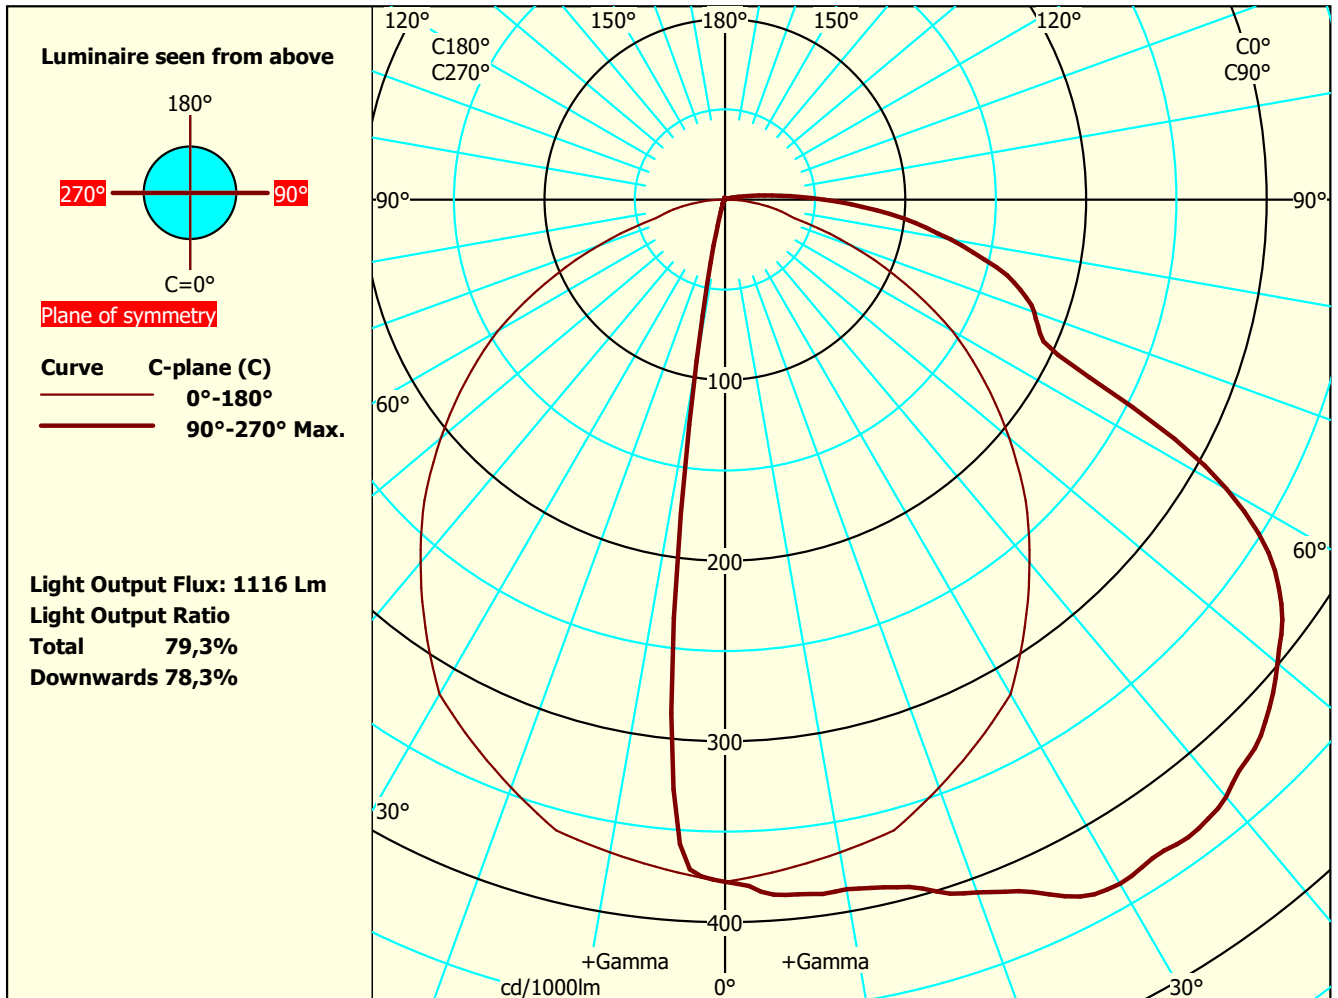 Luminaire seen from above
180°
270°
90°
C=0°
Plane of symmetry
Curve C-plane (C)
0°-180°
90°-270° Max.
Light Output Flux: 1116 Lm
Light Output Ratio
Total 79,3%
Downwards 78,3%
120° 150° 180° 150° 120°
C180° C0°
C270° C90°
90° 90°
100
60°
200
60°
300
30°
400
+Gamma +Gamma
cd/1000lm 0° 30°